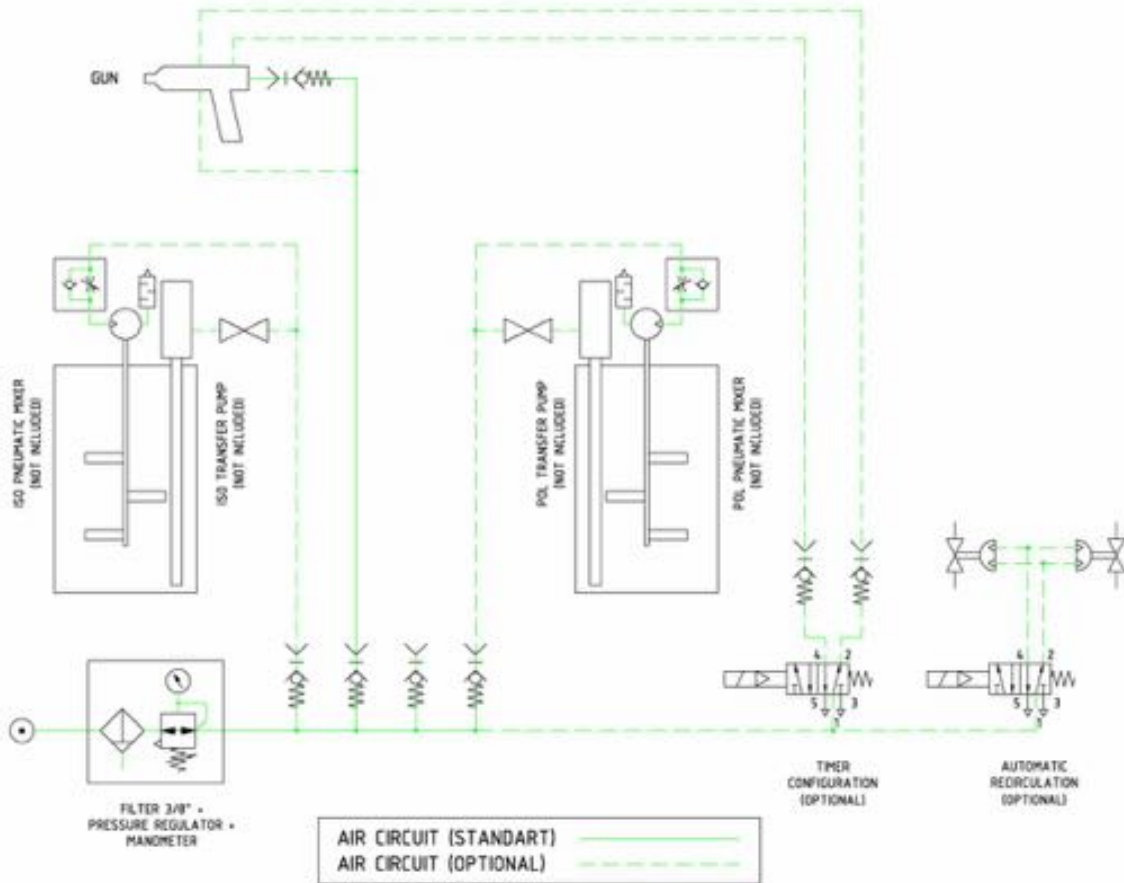 GUN
ISO PNEUMATIC MIXER
(NOT INCLUDED)
ISO TRANSFER PUMP
(NOT INCLUDED)
POL TRANSFER PUMP
(NOT INCLUDED)
POL PNEUMATIC MIXER
(NOT INCLUDED)
4 2
5 3
1
4 2
5 3
1
FILTER 3/8" +
PRESSURE REGULATOR +
MANOMETER
TIMER
CONFIGURATION
(OPTIONAL)
AUTOMATIC
RECIRCULATION
(OPTIONAL)
AIR CIRCUIT (STANDART)
AIR CIRCUIT (OPTIONAL)